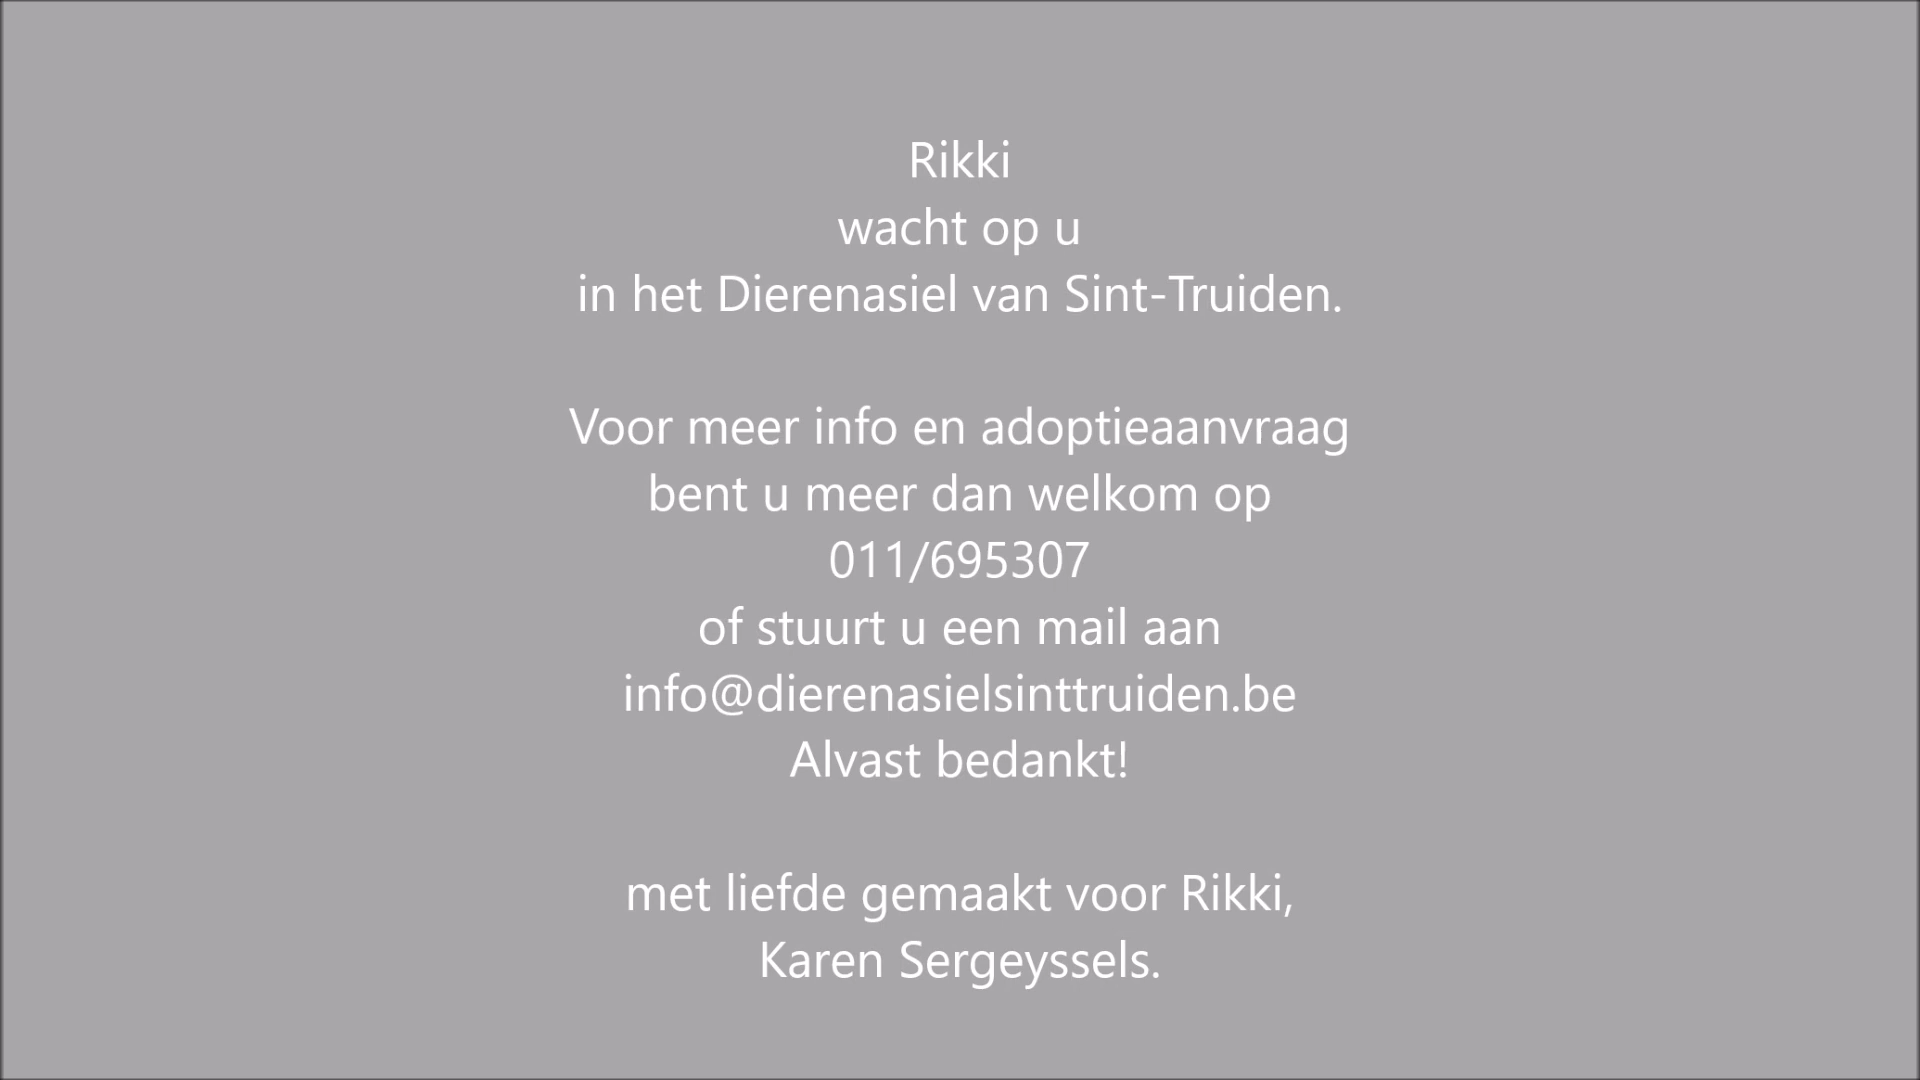 Rikki
wacht op u
in het Dierenasiel van Sint-Truiden.
Voor meer info en adoptieaanvraag
bent u meer dan welkom op
011/695307
of stuurt u een mail aan
info@dierenasielsinttruiden.be
Alvast bedankt!
met liefde gemaakt voor Rikki,
Karen Sergeyssels.